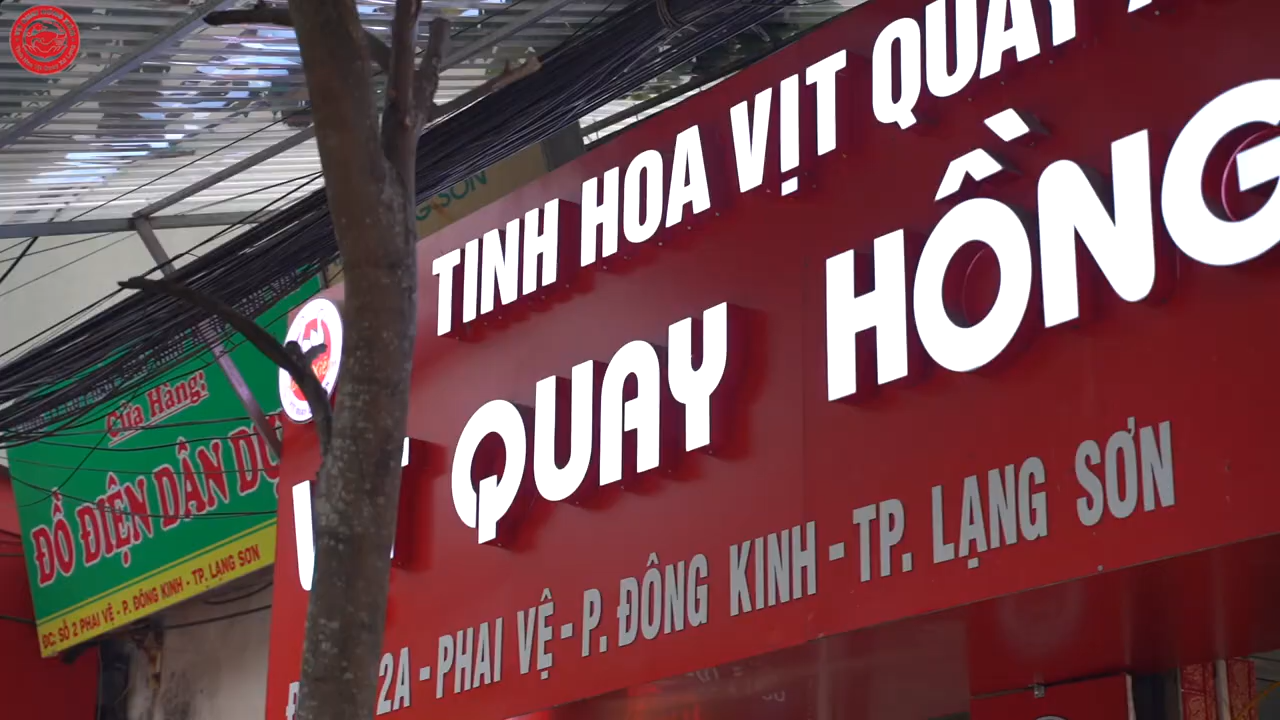 TINH HOA VỊT QUAY
QUAY HỒNG
2A - PHAI VỆ - P. ĐÔNG KINH - TP. LẠNG SƠN
Cửa Hàng:
ĐỒ ĐIỆN DÂN DỤ
ĐC: SỐ 2 PHAI VỆ - P. ĐÔNG KINH - TP. LẠNG SƠN
G SƠN